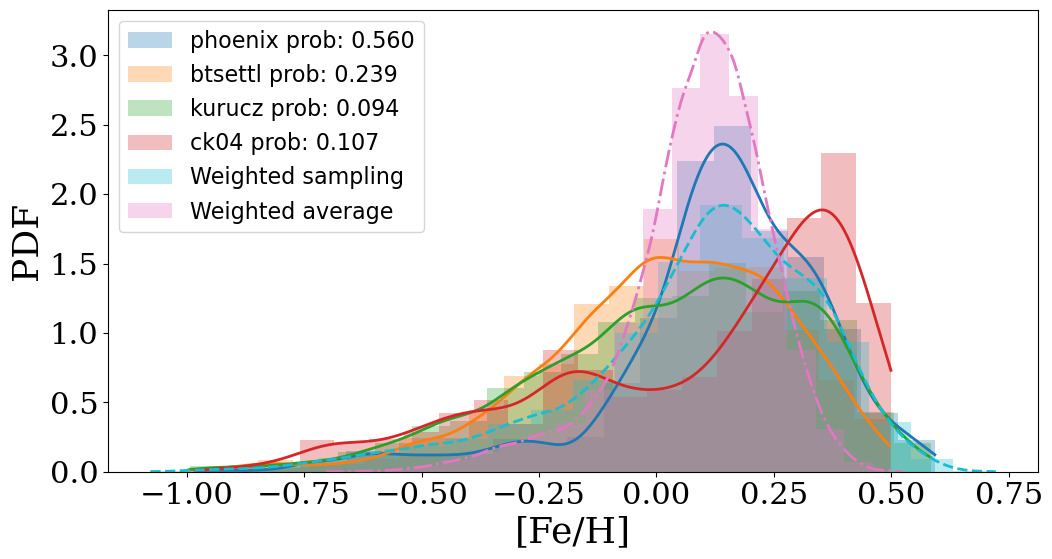 phoenix prob: 0.560
btsettl prob: 0.239
kurucz prob: 0.094
ck04 prob: 0.107
Weighted sampling
Weighted average
PDF
3.0
2.5
2.0
1.5
1.0
0.5
0.0
−1.00 −0.75 −0.50 −0.25 0.00 0.25 0.50 0.75
[Fe/H]